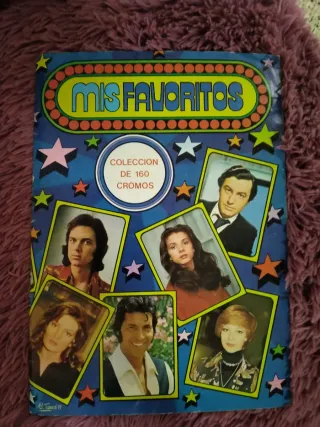 MIS FAVORITOS
COLECCION
DE 160
CROMOS